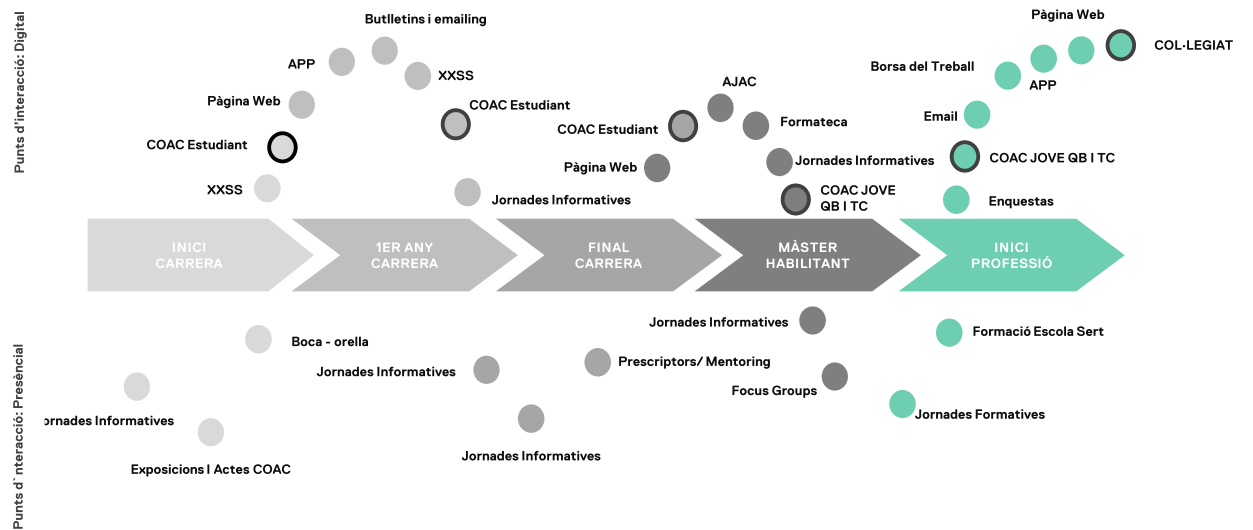 Punts d'interacció: Digital
Butlletins i emailing
APP
XXSS
Pàgina Web
COAC Estudiant
COAC Estudiant
XXSS
Jornades Informatives
AJAC
COAC Estudiant
Formateca
Pàgina Web
Jornades Informatives
COAC JOVE
QB I TC
Pàgina Web
COL·LEGIAT
Borsa del Treball
APP
Email
COAC JOVE QB I TC
Enquestas
INICI
CARRERA
1ER ANY
CARRERA
FINAL
CARRERA
MÀSTER
HABILITANT
INICI
PROFESSIÓ
Punts d`nteracció: Presèncial
Boca - orella
ornades Informatives
Exposicions I Actes COAC
Jornades Informatives
Jornades Informatives
Prescriptors/ Mentoring
Jornades Informatives
Focus Groups
Formació Escola Sert
Jornades Formatives